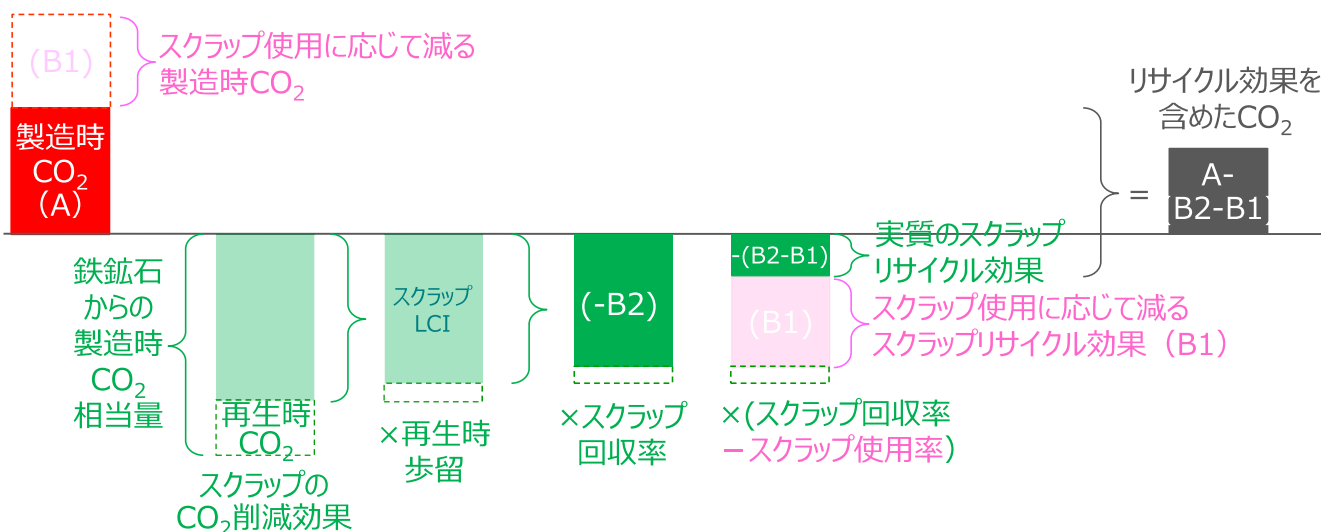 (B1)
スクラップ使用に応じて減る
製造時CO2
製造時
CO2
(A)
リサイクル効果を
含めたCO2
=
A-
B2-B1)
鉄鉱石
からの
製造時
CO2
相当量
再生時
CO2
スクラップの
CO2削減効果
スクラップ
LCI
×再生時
歩留
(-B2)
×スクラップ
回収率
-(B2-B1)
(B1)
×(スクラップ回収率
－スクラップ使用率)
実質のスクラップ
リサイクル効果
スクラップ使用に応じて減る
スクラップリサイクル効果（B1）